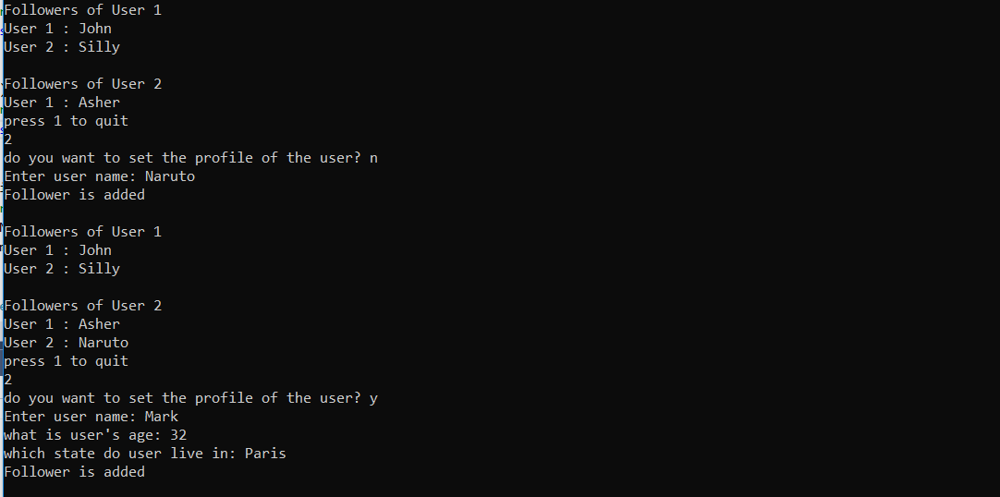 Followers of User 1
User 1 : John
User 2 : Silly
Followers of User 2
User 1 : Asher
press 1 to quit
2
do you want to set the profile of the user? n
Enter user name: Naruto
Follower is added
Followers of User 1
User 1 : John
User 2 : Silly
Followers of User 2
User 1 : Asher
User 2 : Naruto
press 1 to quit
2
do you want to set the profile of the user? y
Enter user name: Mark
what is user's age: 32
which state do user live in: Paris
Follower is added